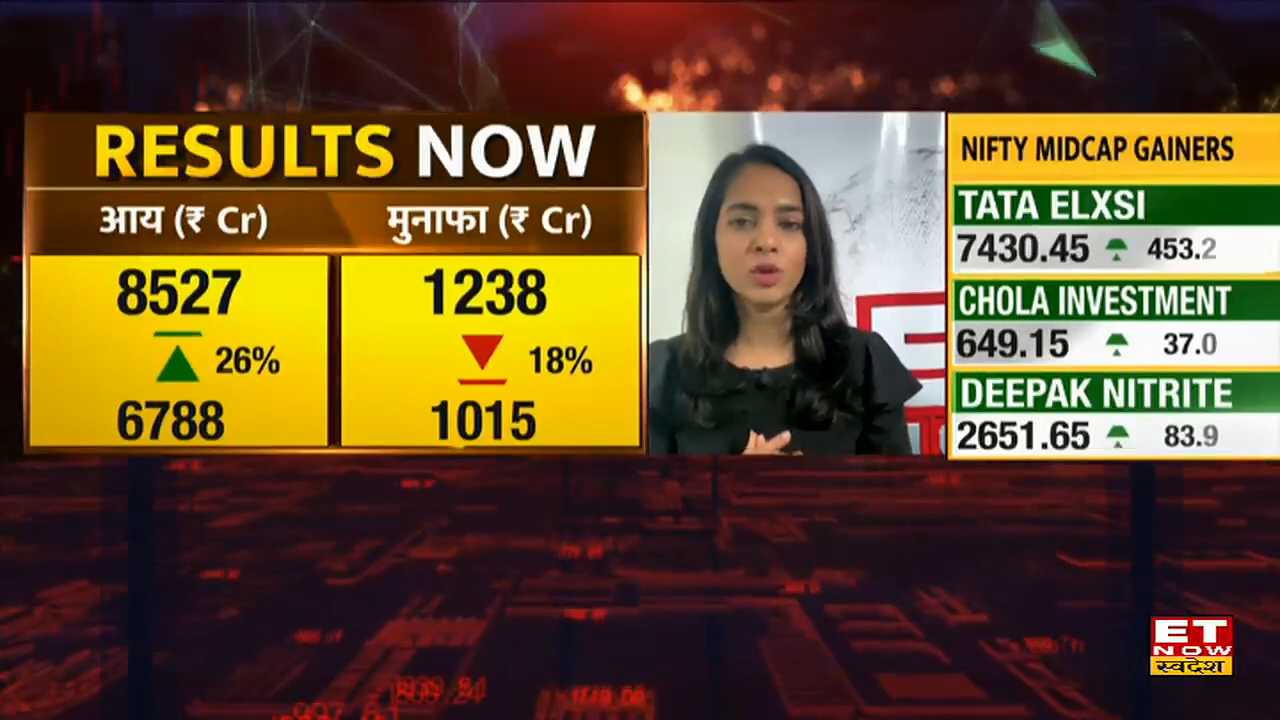 RESULTS NOW
आय (₹ Cr)
मुनाफा (₹ Cr)
8527
26%
6788
1238
18%
1015
NIFTY MIDCAP GAINERS
TATA ELXSI
7430.45 453.2
CHOLA INVESTMENT
649.15 37.0
DEEPAK NITRITE
2651.65 83.9
ET
NOW
स्वदेश